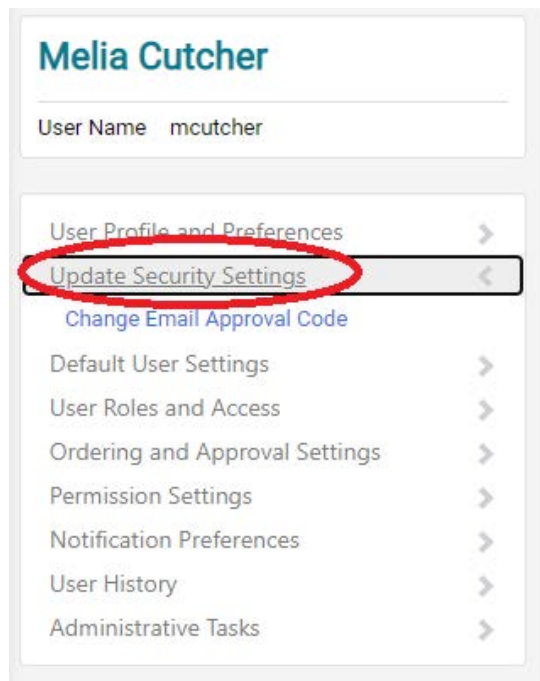 Melia Cutcher
User Name mcutcher
User Profile and Preferences
Update Security Settings
Change Email Approval Code
Default User Settings
User Roles and Access
Ordering and Approval Settings
Permission Settings
Notification Preferences
User History
Administrative Tasks